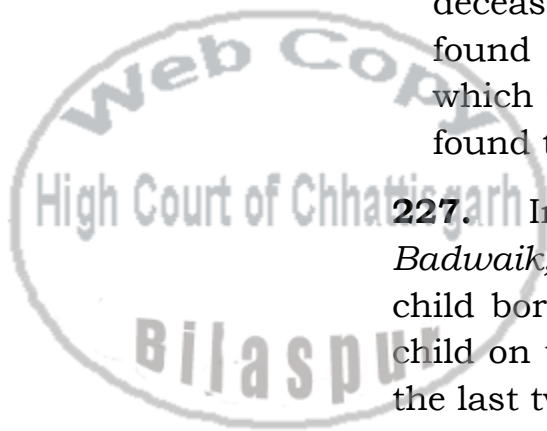 deceas
found
which
found t
227. In
Badwaik,
child bor
child on t
the last tv
Web Copy
High Court of Chhattisgarh
Bilaspur